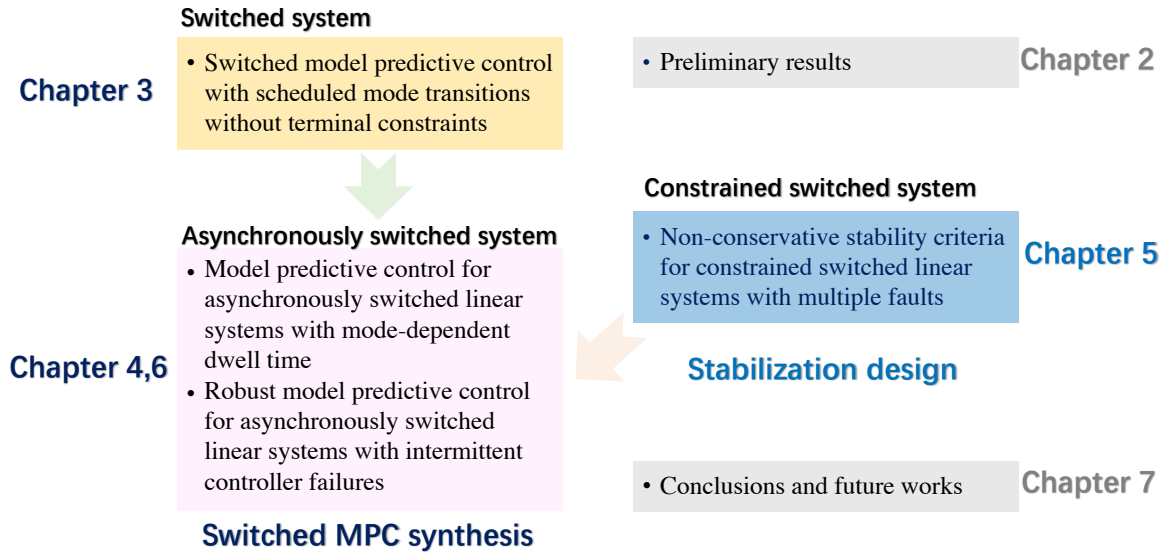 Switched system
• Switched model predictive control
with scheduled mode transitions
without terminal constraints
Chapter 3
• Preliminary results
Chapter 2
Asynchronously switched system
• Model predictive control for
asynchronously switched linear
systems with mode-dependent
dwell time
• Robust model predictive control
for asynchronously switched
linear systems with intermittent
controller failures
Chapter 4,6
Switched MPC synthesis
Constrained switched system
• Non-conservative stability criteria
for constrained switched linear
systems with multiple faults
Chapter 5
Stabilization design
• Conclusions and future works
Chapter 7